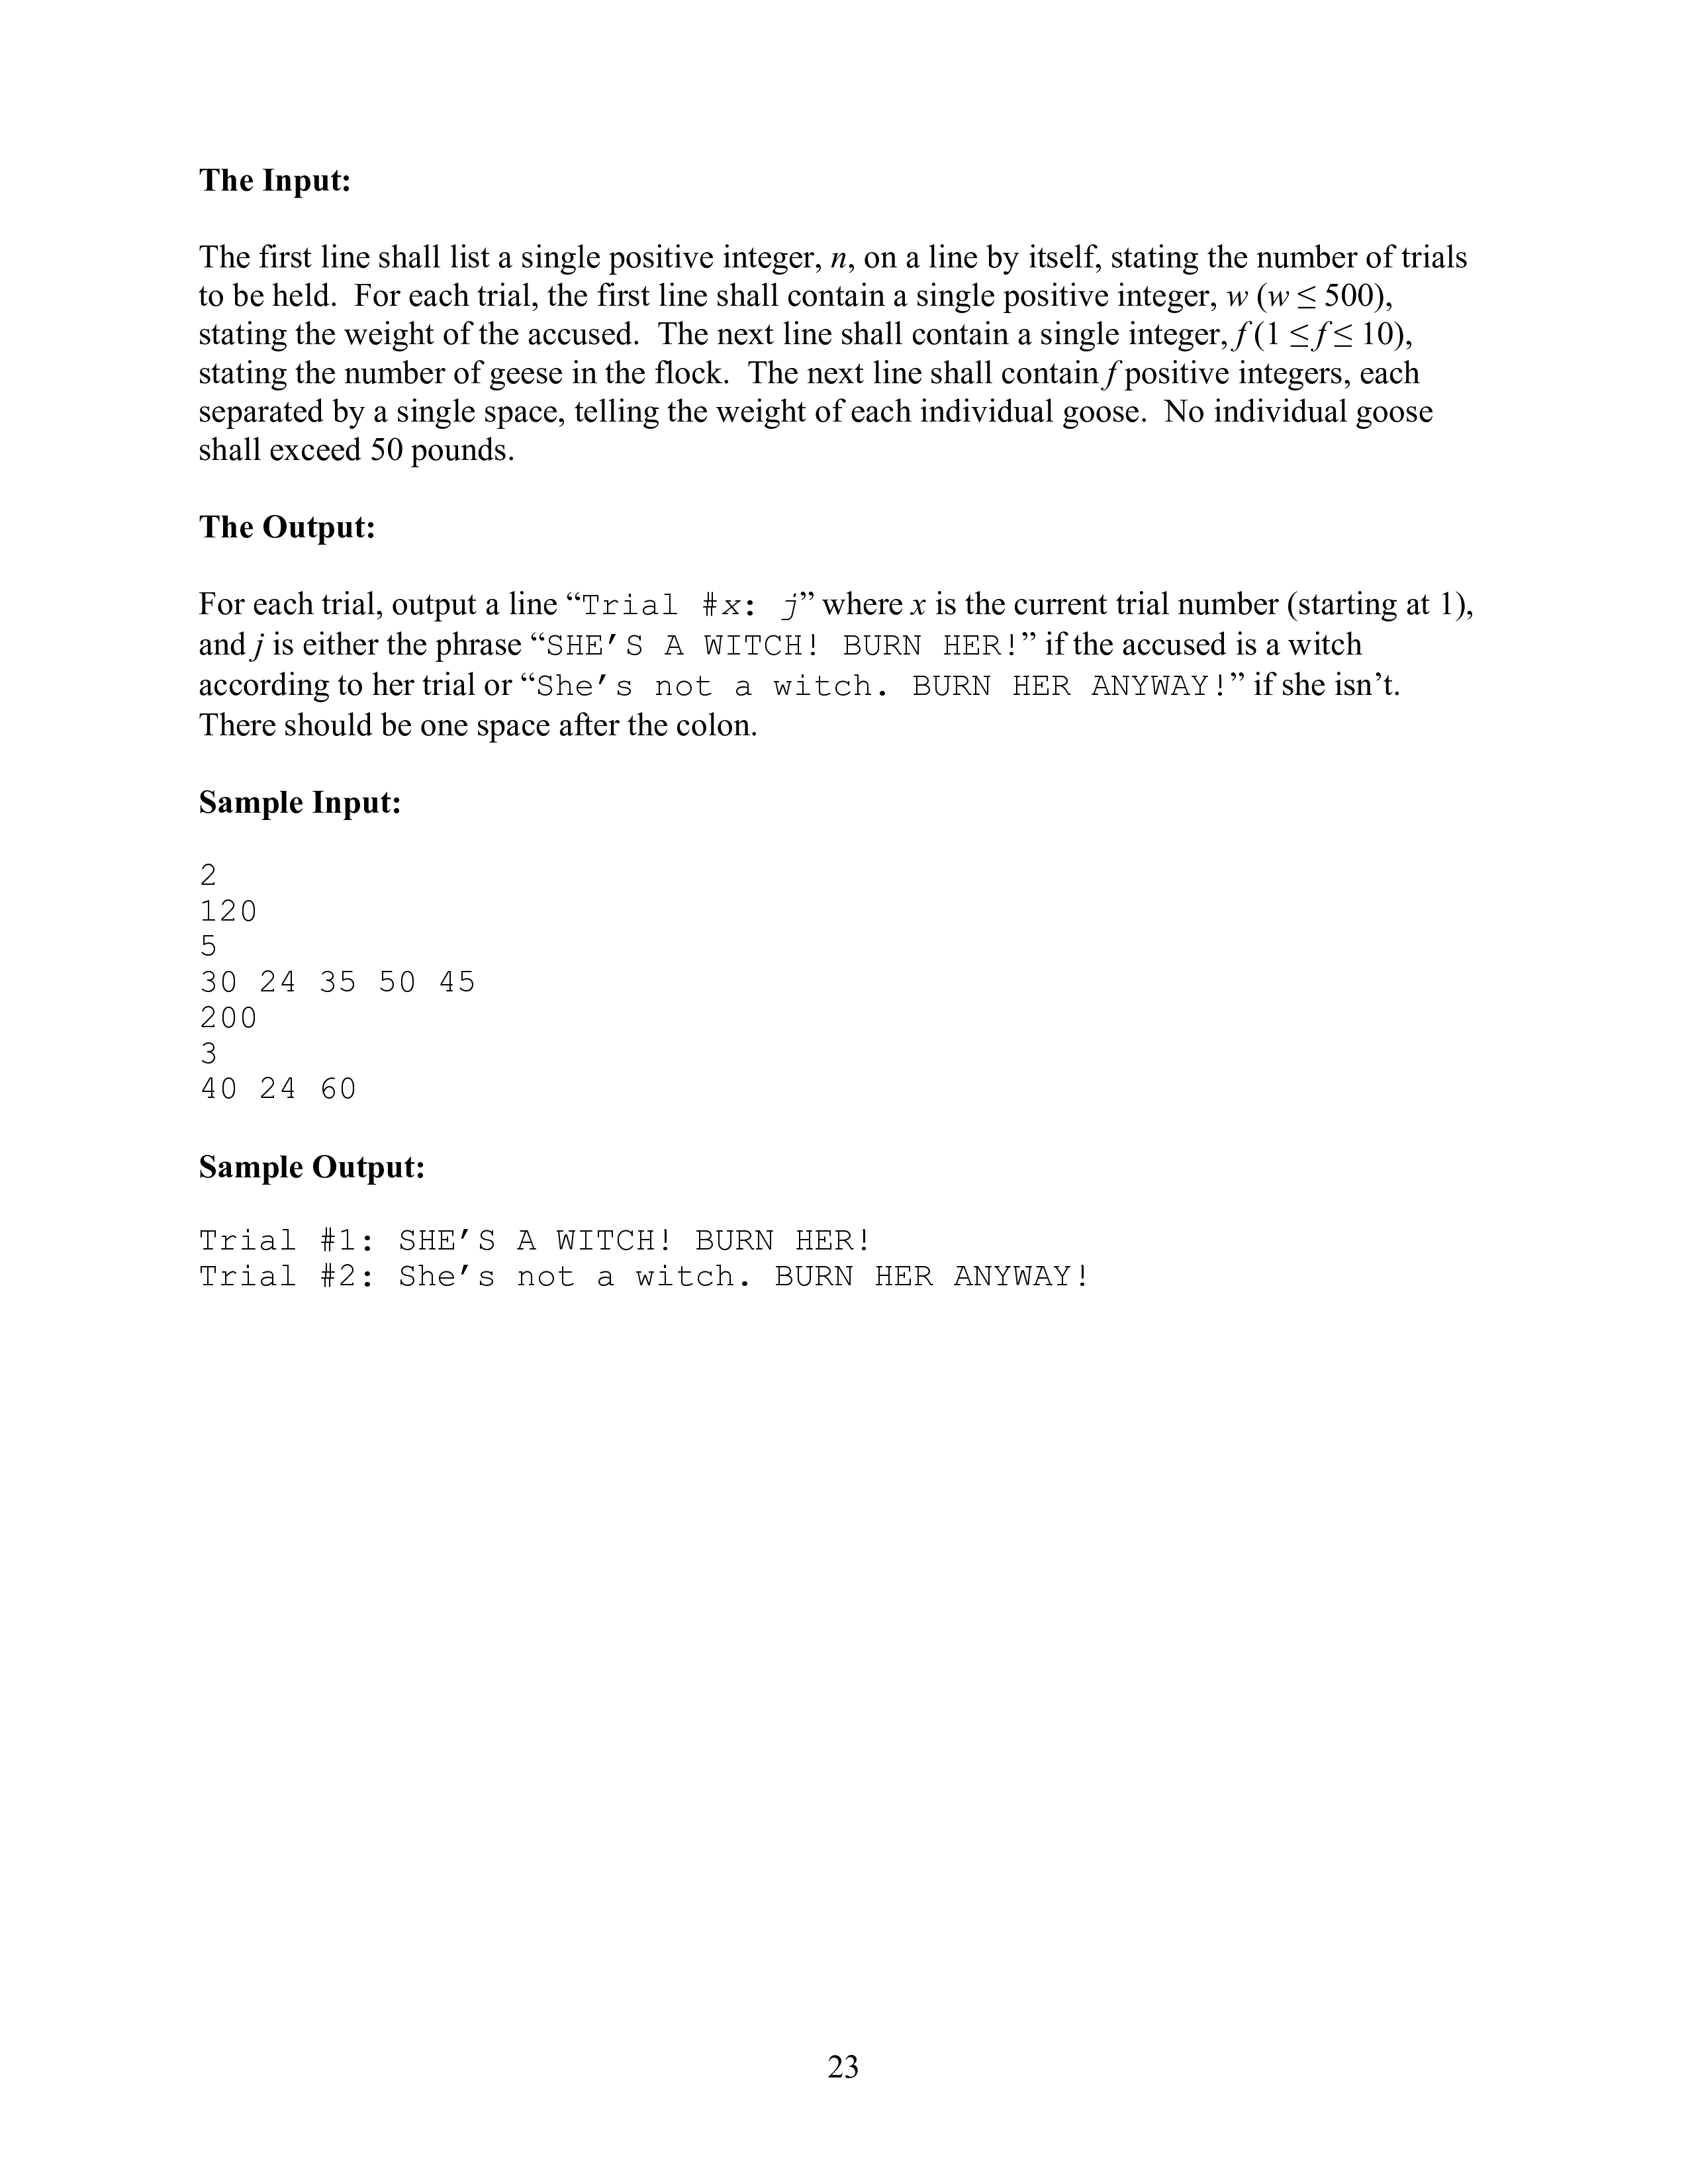 The Input:
The first line shall list a single positive integer, n, on a line by itself, stating the number of trials
to be held.  For each trial, the first line shall contain a single positive integer, w (w ≤ 500),
stating the weight of the accused.  The next line shall contain a single integer, f (1 ≤ f ≤ 10),
stating the number of geese in the flock.  The next line shall contain f positive integers, each
separated by a single space, telling the weight of each individual goose.  No individual goose
shall exceed 50 pounds.
The Output:
For each trial, output a line “Trial #x: j” where x is the current trial number (starting at 1),
and j is either the phrase “SHE’S A WITCH! BURN HER!” if the accused is a witch
according to her trial or “She’s not a witch. BURN HER ANYWAY!” if she isn’t.
There should be one space after the colon.
Sample Input:
2
120
5
30 24 35 50 45
200
3
40 24 60
Sample Output:
Trial #1: SHE’S A WITCH! BURN HER!
Trial #2: She’s not a witch. BURN HER ANYWAY!
23